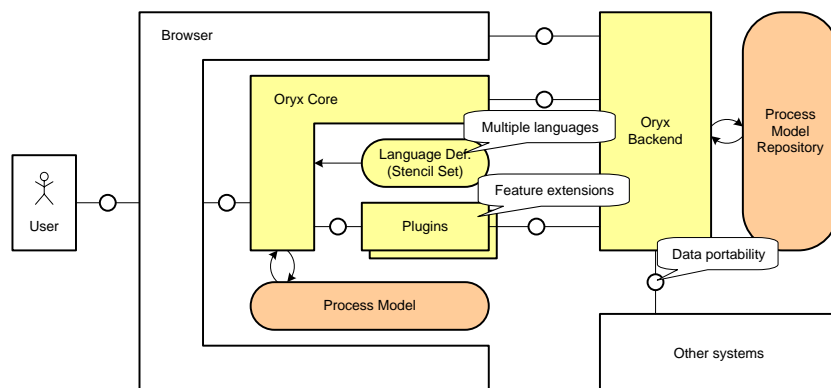 Browser
Oryx Core
Multiple languages
Language Def.
(Stencil Set)
Feature extensions
Plugins
User
Process Model
Oryx
Backend
Process
Model
Repository
Data portability
Other systems